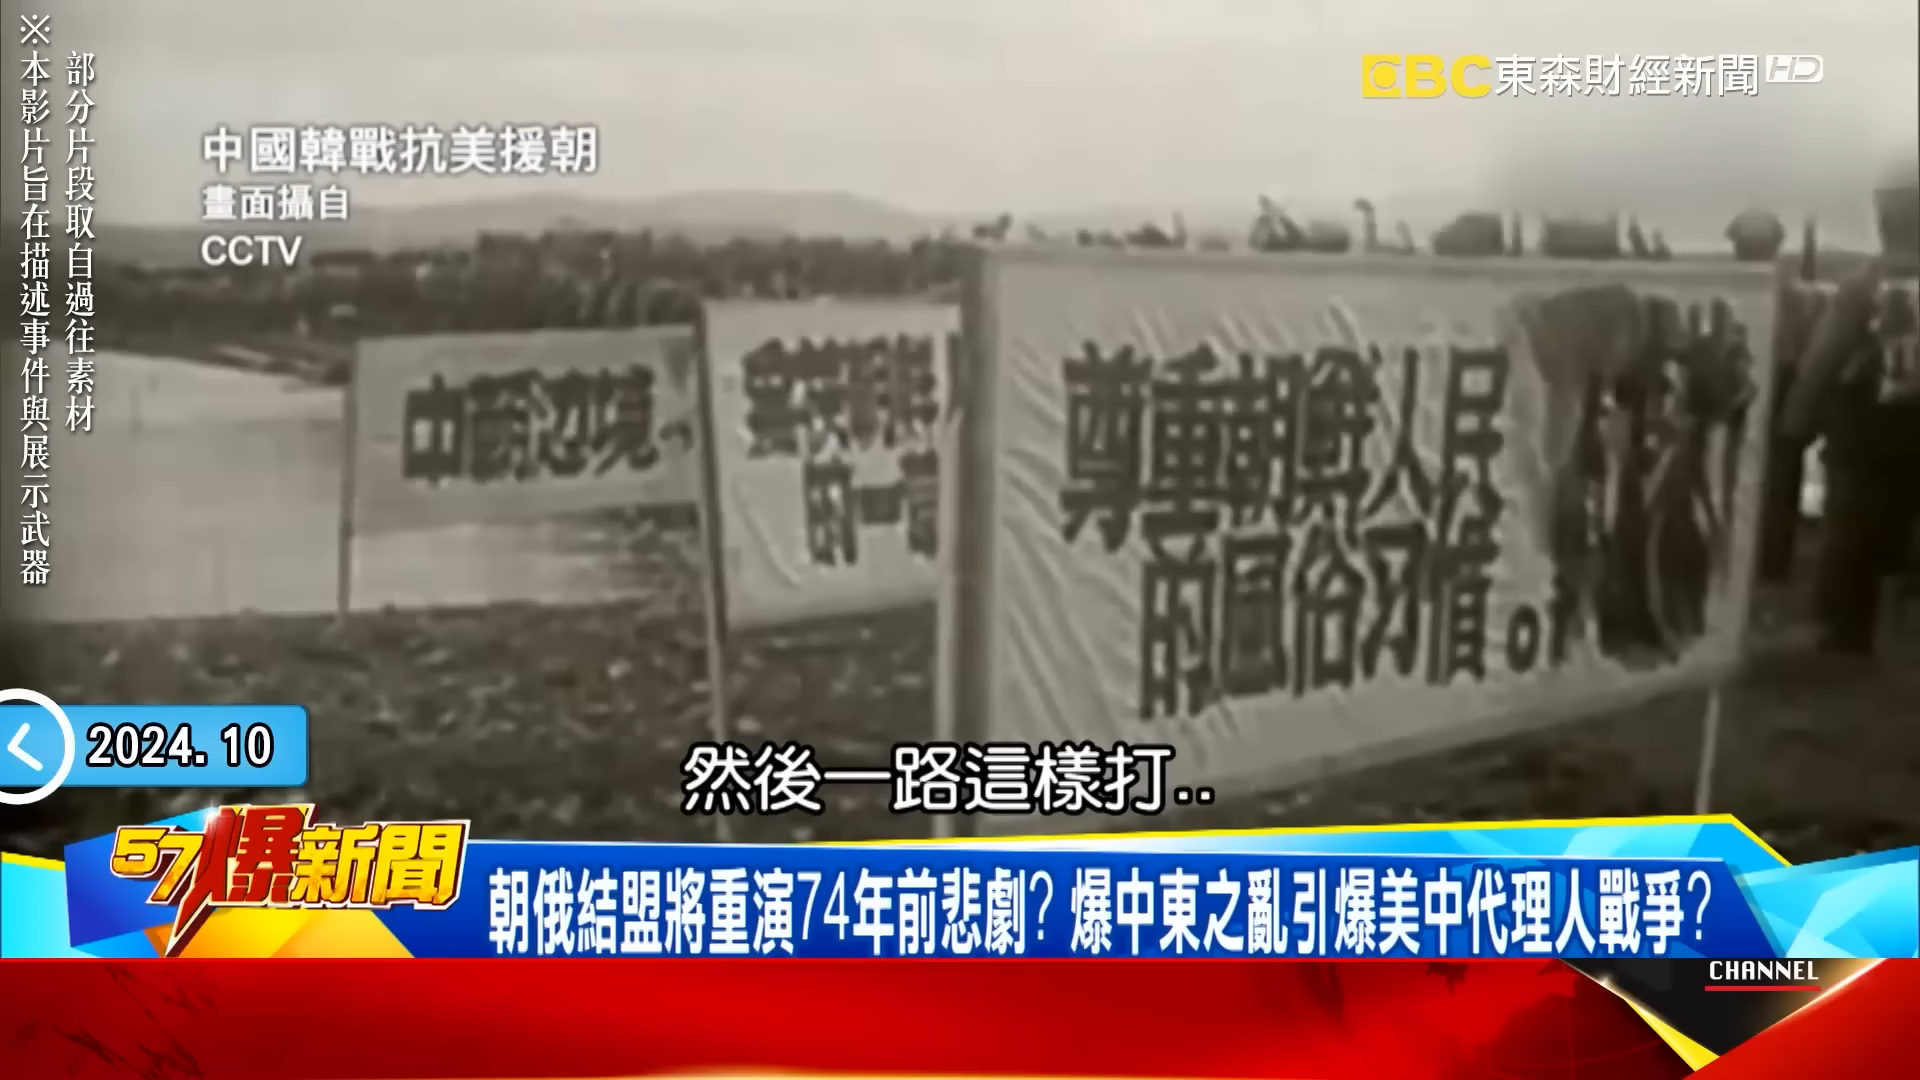 ※本影片旨在描述事件與展示武器
部分片段取自過往素材
EBC東森財經新聞HD
中國韓戰抗美援朝
畫面攝自
CCTV
中朝边境
的一
尊重朝鮮人民
的風俗習慣。
2024.10
然後一路這樣打..
57爆新聞
朝俄結盟將重演74年前悲劇? 爆中東之亂引爆美中代理人戰爭?
CHANNEL